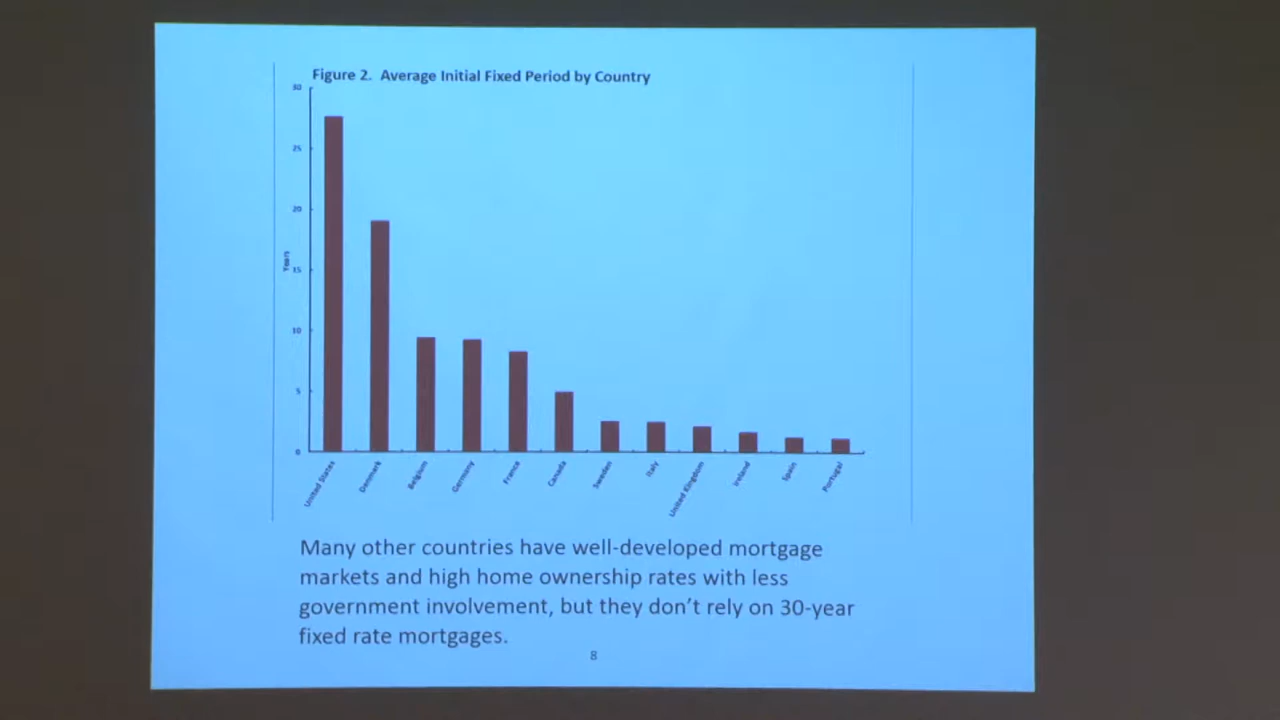 Figure 2. Average Initial Fixed Period by Country
30
25
20
15
10
5
0
Years
United States
Denmark
Belgium
Germany
France
Canada
Sweden
Italy
United Kingdom
Ireland
Spain
Portugal
Many other countries have well-developed mortgage
markets and high home ownership rates with less
government involvement, but they don't rely on 30-year
fixed rate mortgages.
8